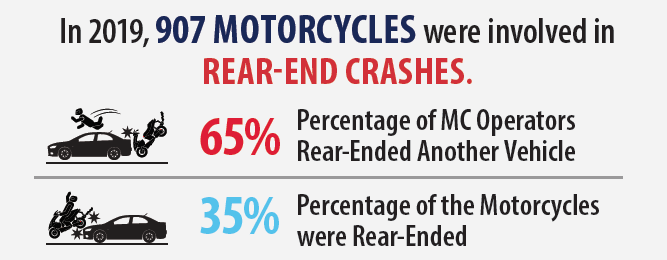 In 2019, 907 MOTORCYCLES were involved in
REAR-END CRASHES.
65% Percentage of MC Operators
Rear-Ended Another Vehicle
35% Percentage of the Motorcycles
were Rear-Ended